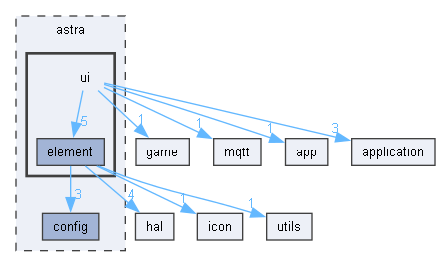 astra
ui
5
1
1
1
3
element
game
mqtt
app
application
3
4
1
1
config
hal
icon
utils